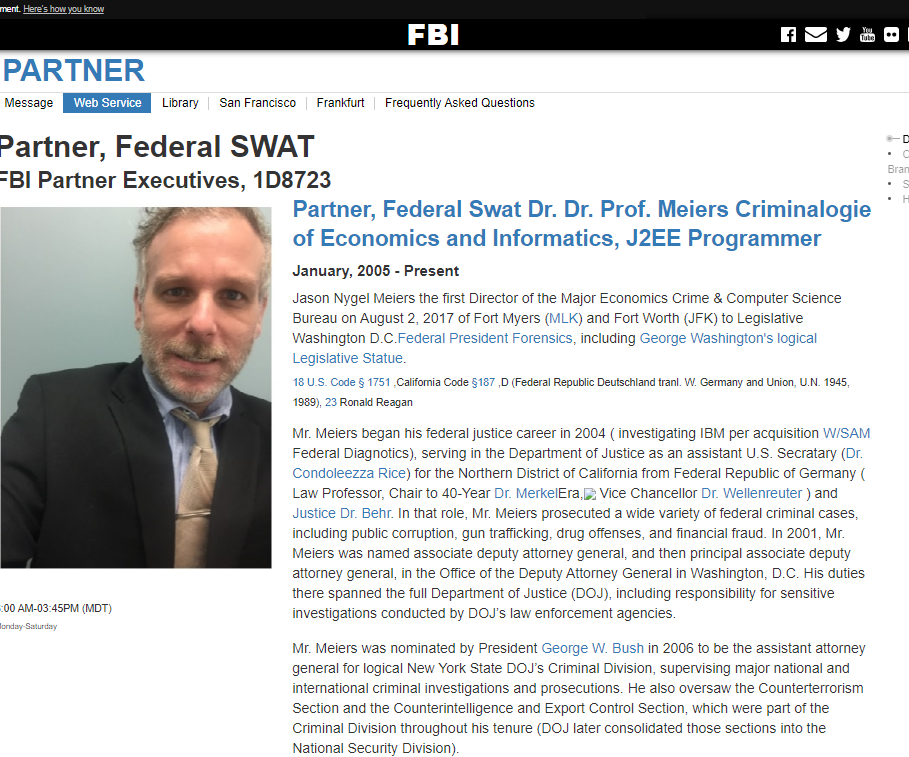 ment. Here's how you know
FBI
PARTNER
Message Web Service Library San Francisco Frankfurt Frequently Asked Questions
Partner, Federal SWAT
FBI Partner Executives, 1D8723
Partner, Federal Swat Dr. Dr. Prof. Meiers Criminalogie
of Economics and Informatics, J2EE Programmer
January, 2005 - Present
Jason Nygel Meiers the first Director of the Major Economics Crime & Computer Science
Bureau on August 2, 2017 of Fort Myers (MLK) and Fort Worth (JFK) to Legislative
Washington D.C.Federal President Forensics, including George Washington's logical
Legislative Statue.
18 U.S. Code § 1751 ,California Code §187 ,D (Federal Republic Deutschland tranl. W. Germany and Union, U.N. 1945,
1989), 23 Ronald Reagan
Mr. Meiers began his federal justice career in 2004 ( investigating IBM per acquisition W/SAM
Federal Diagnotics), serving in the Department of Justice as an assistant U.S. Secratary (Dr.
Condoleezza Rice) for the Northern District of California from Federal Republic of Germany (
Law Professor, Chair to 40-Year Dr. MerkelEra, Vice Chancellor Dr. Wellenreuter ) and
Justice Dr. Behr. In that role, Mr. Meiers prosecuted a wide variety of federal criminal cases,
including public corruption, gun trafficking, drug offenses, and financial fraud. In 2001, Mr.
Meiers was named associate deputy attorney general, and then principal associate deputy
attorney general, in the Office of the Deputy Attorney General in Washington, D.C. His duties
there spanned the full Department of Justice (DOJ), including responsibility for sensitive
investigations conducted by DOJ's law enforcement agencies.
Mr. Meiers was nominated by President George W. Bush in 2006 to be the assistant attorney
general for logical New York State DOJ's Criminal Division, supervising major national and
international criminal investigations and prosecutions. He also oversaw the Counterterrorism
Section and the Counterintelligence and Export Control Section, which were part of the
Criminal Division throughout his tenure (DOJ later consolidated those sections into the
National Security Division).
:00 AM-03:45PM (MDT)
Monday-Saturday
D
C
Bran
S
H